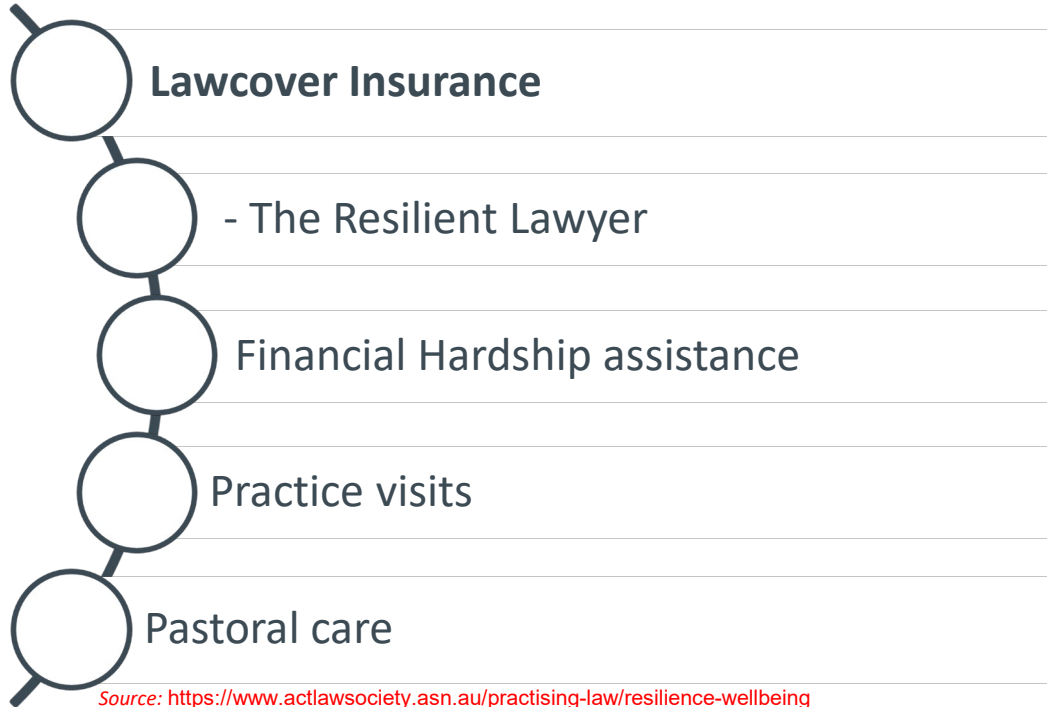 Lawcover Insurance
- The Resilient Lawyer
Financial Hardship assistance
Practice visits
Pastoral care
Source: https://www.actlawsociety.asn.au/practising-law/resilience-wellbeing